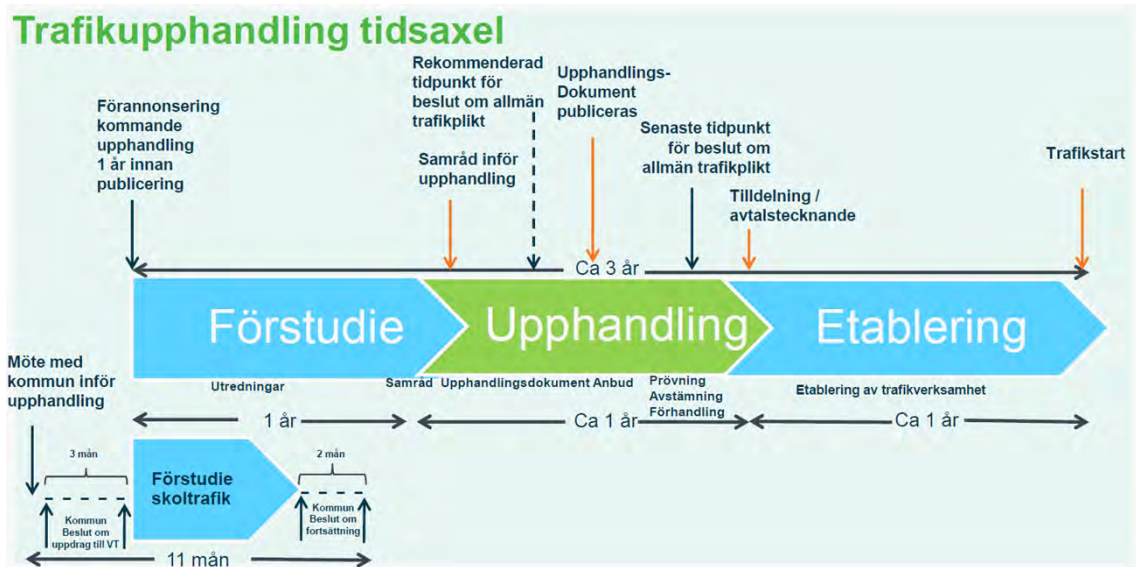 Trafikupphandling tidsaxel
Förannonsering
kommande
upphandling
1 år innan
publicering
Rekommenderad
tidpunkt för
beslut om allmän
trafikplikt
Samråd inför
upphandling
Upphandlings-
Dokument
publiceras
Senaste tidpunkt
för beslut om
allmän trafikplikt
Tilldelning /
avtalstecknande
Trafikstart
Ca 3 år
Förstudie
Upphandling
Etablering
Möte med
kommun inför
upphandling
Utredningar
Samråd Upphandlingsdokument Anbud
Prövning
Avstämning
Förhandling
Etablering av trafikverksamhet
1 år
Ca 1 år
Ca 1 år
3 mån
Förstudie
skoltrafik
2 mån
Kommun
Beslut om
uppdrag till VT
Kommun
Beslut om
fortsättning
11 mån